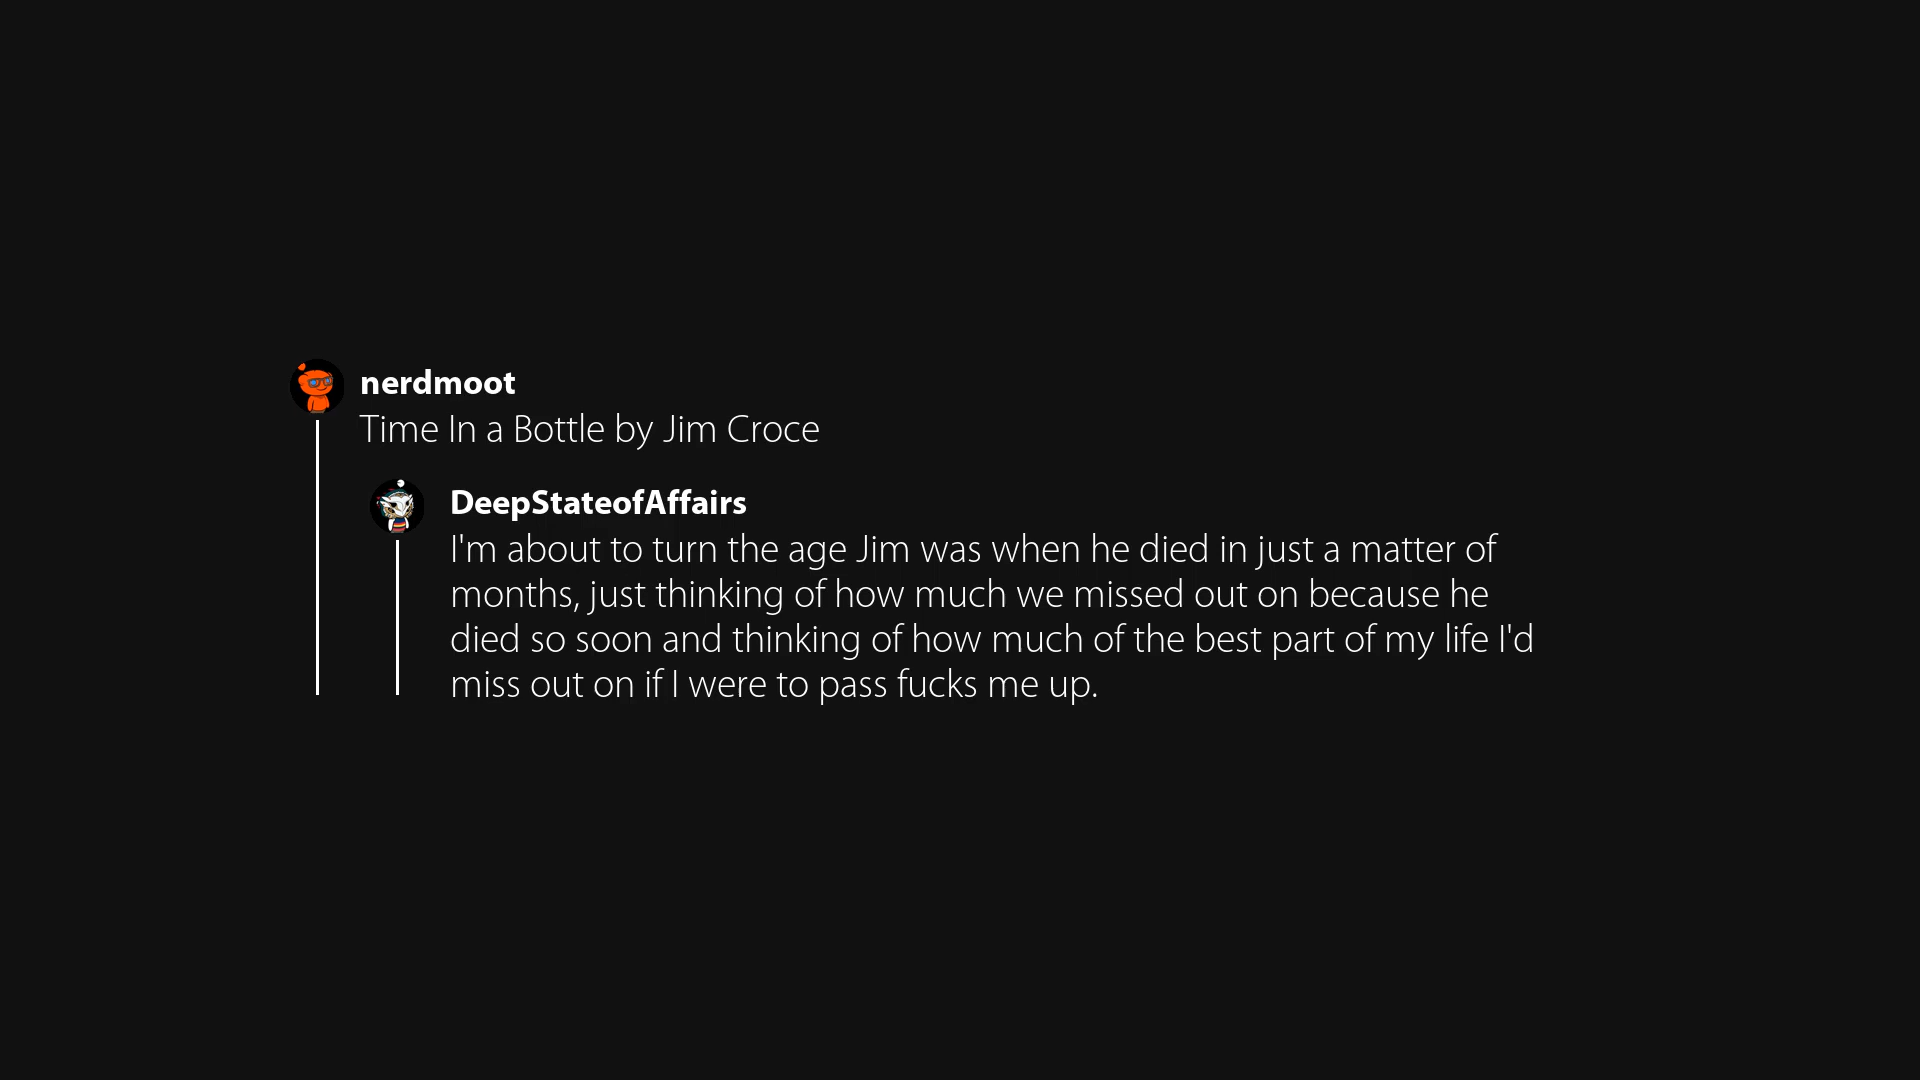 nerdmoot
Time In a Bottle by Jim Croce
DeepStateofAffairs
I'm about to turn the age Jim was when he died in just a matter of
months, just thinking of how much we missed out on because he
died so soon and thinking of how much of the best part of my life I'd
miss out on if I were to pass fucks me up.